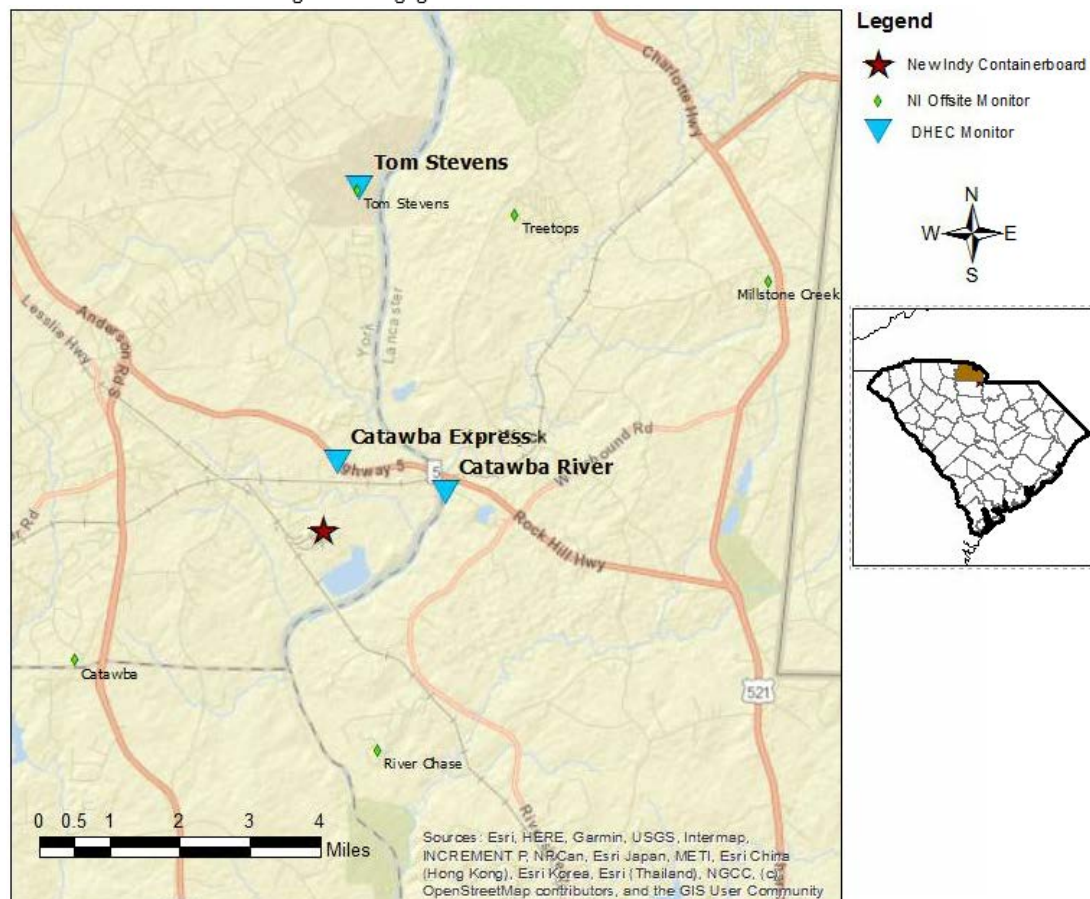 Legend
New Indy Containerboard
NI Offsite Monitor
DHEC Monitor
N
W E
S
Charlotte Hwy
Tom Stevens
Tom Stevens
Treetops
Millstone Creek
Lesslie Hwy
Anderson Rd S
York
Lancaster
Catawba Express
5
Catawba River
Rock Hill Hwy
Catawba
521
River Chase
0 0.5 1 2 3 4
Miles
Sources: Esri, HERE, Garmin, USGS, Intermap,
INCREMENT P, NRCan, Esri Japan, METI, Esri China
(Hong Kong), Esri Korea, Esri (Thailand), NGCC, (c)
OpenStreetMap contributors, and the GIS User Community